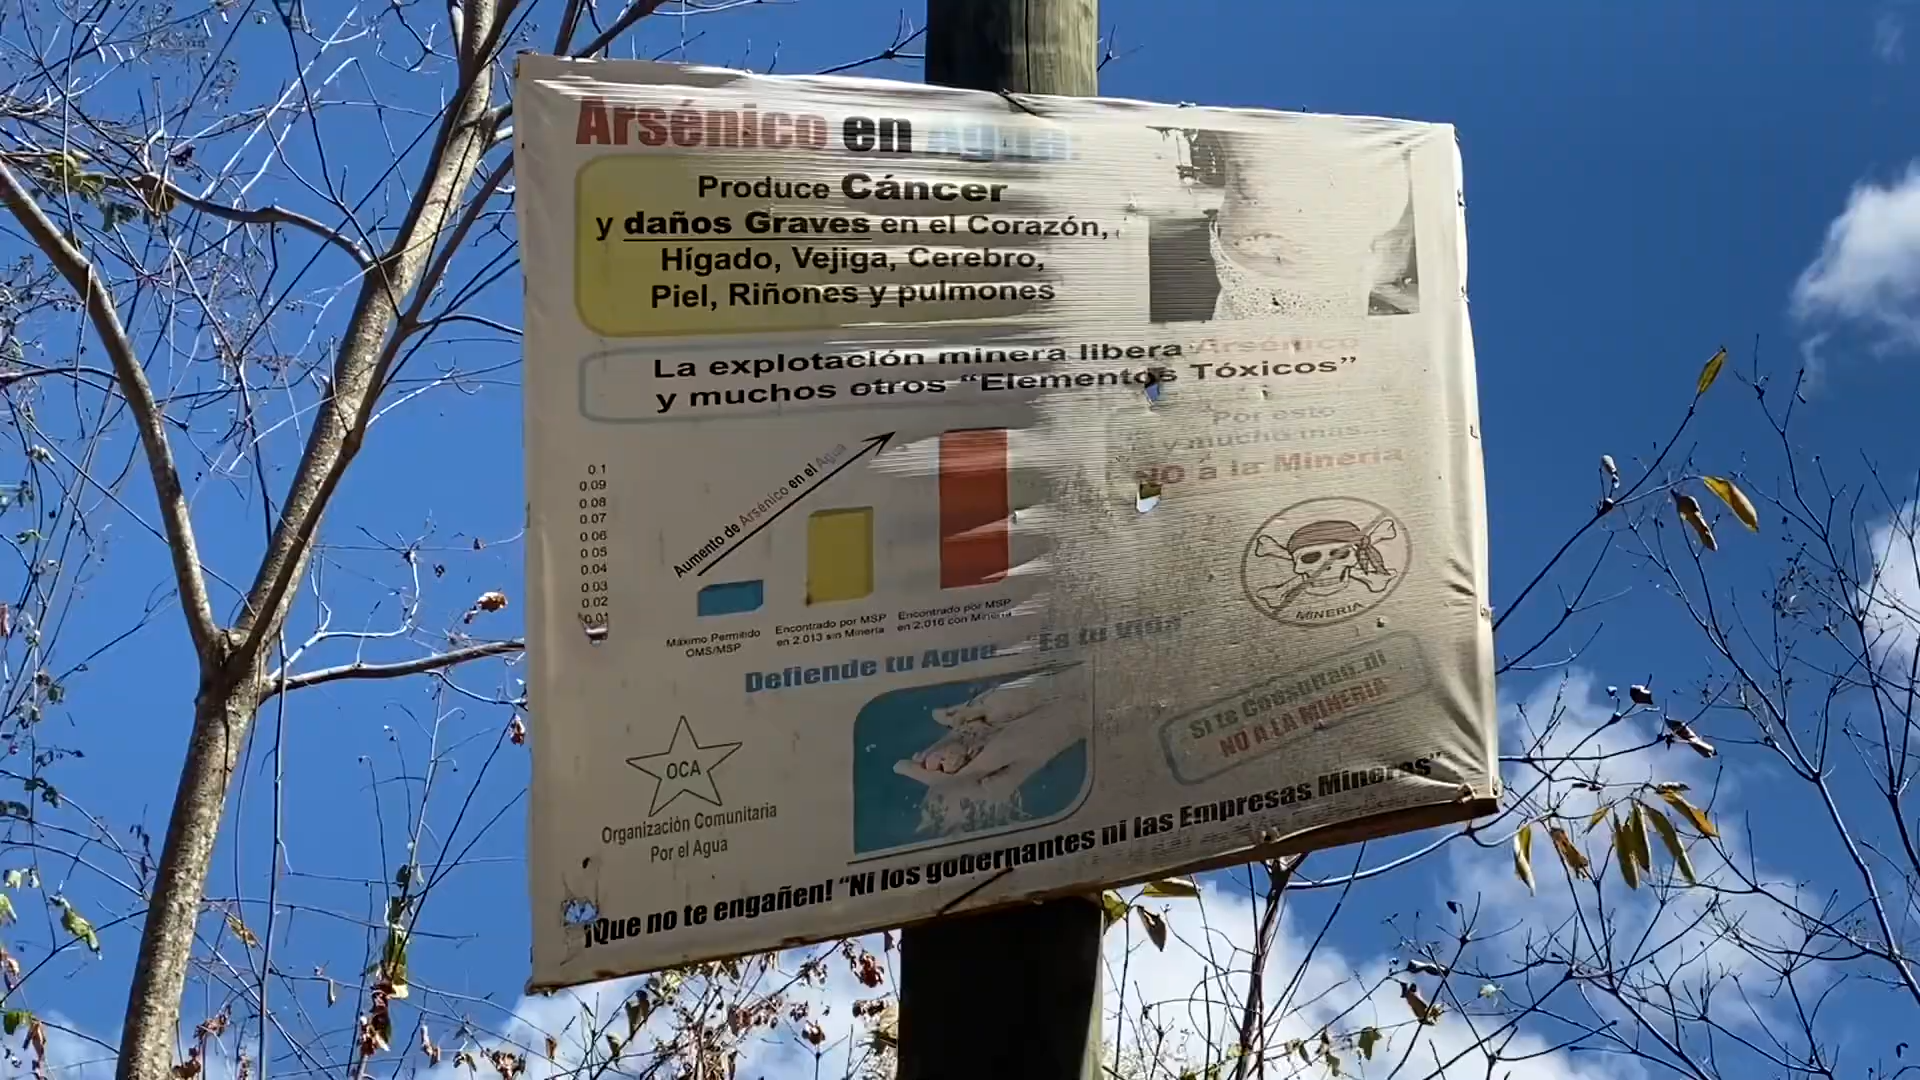 Arsénico en Agua:
Produce Cáncer
y daños Graves en el Corazón,
Hígado, Vejiga, Cerebro,
Piel, Riñones y pulmones
La explotación minera libera Arsénico
y muchos otros “Elementos Tóxicos”
Por esto
y mucho mas...
NO a la Mineria
0.1
0.09
0.08
0.07
0.06
0.05
0.04
0.03
0.02
0.01
Aumento de Arsénico en el Agua
Máximo Permitido
OMS/MSP
Encontrado por MSP
en 2.013 sin Minería
Encontrado por MSP
en 2.016 con Minería
MINERIA
Defiende tu Agua... "Es tu Vida"
Si te Consultan, di
NO A LA MINERIA
OCA
Organización Comunitaria
Por el Agua
¡Que no te engañen! “Ni los gobernantes ni las Empresas Mineras”